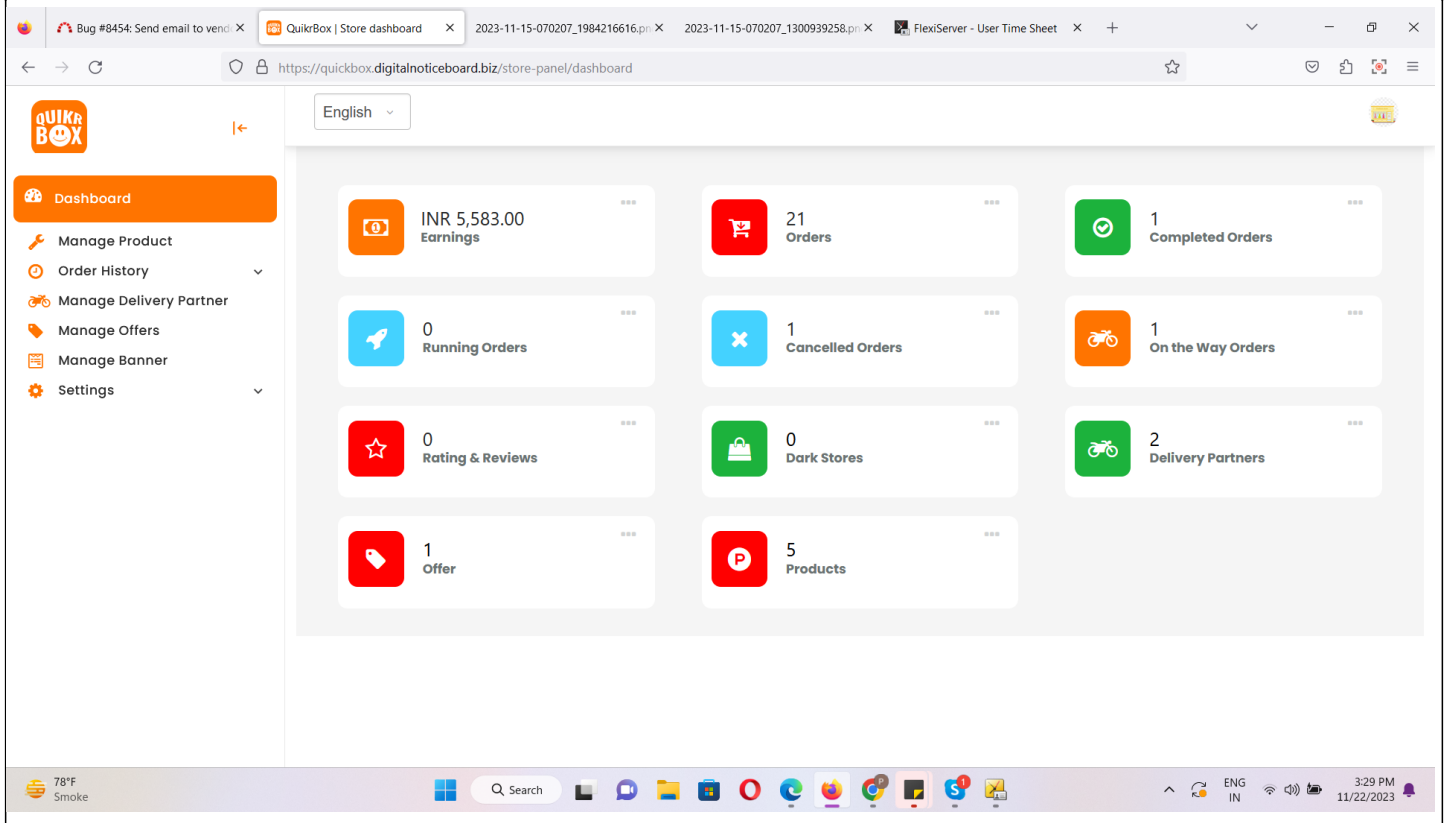 Bug #8454: Send email to vend
QuikrBox | Store dashboard
2023-11-15-070207_1984216616.pn
2023-11-15-070207_1300939258.pn
FlexiServer - User Time Sheet
https://quickbox.digitalnoticeboard.biz/store-panel/dashboard
QUIKR
BOX
English
Dashboard
Manage Product
Order History
Manage Delivery Partner
Manage Offers
Manage Banner
Settings
INR 5,583.00
Earnings
21
Orders
1
Completed Orders
0
Running Orders
1
Cancelled Orders
1
On the Way Orders
0
Rating & Reviews
0
Dark Stores
2
Delivery Partners
1
Offer
P
5
Products
78°F
Smoke
Search
P
S
1
ENG
IN
3:29 PM
11/22/2023